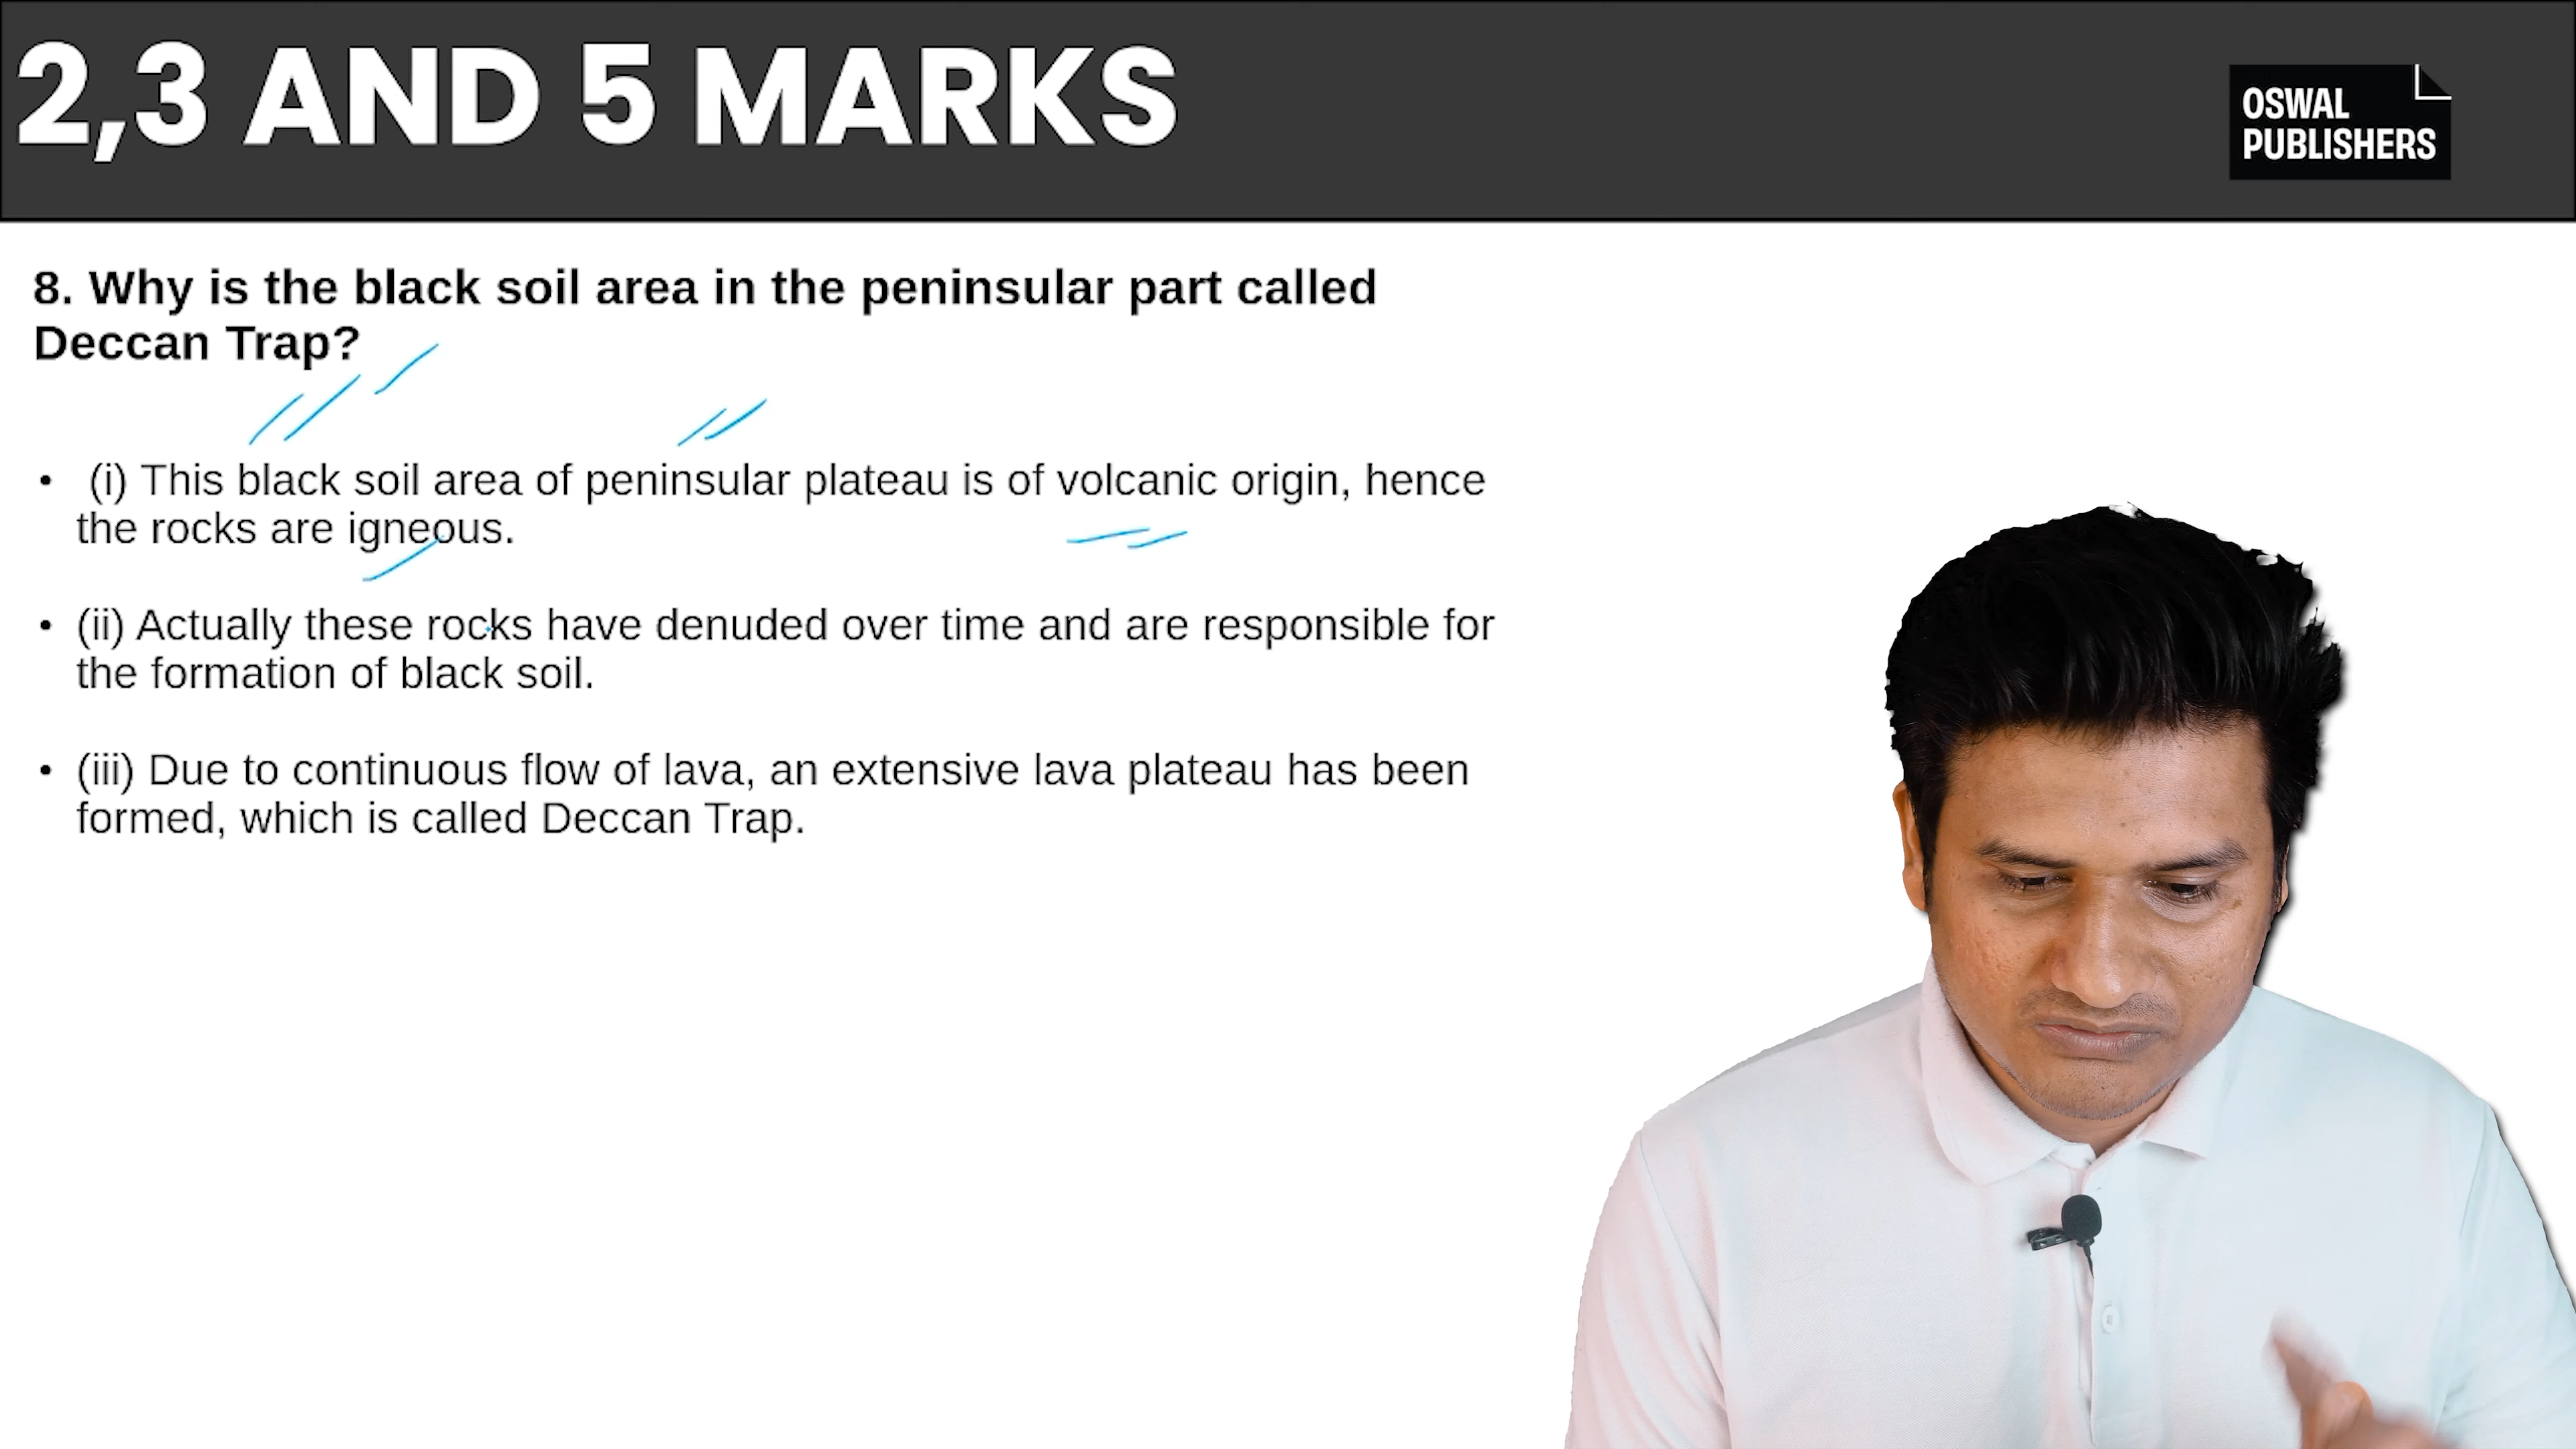 2,3 AND 5 MARKS
OSWAL
PUBLISHERS
8. Why is the black soil area in the peninsular part called
Deccan Trap?
• (i) This black soil area of peninsular plateau is of volcanic origin, hence
the rocks are igneous.
• (ii) Actually these rocks have denuded over time and are responsible for
the formation of black soil.
• (iii) Due to continuous flow of lava, an extensive lava plateau has been
formed, which is called Deccan Trap.